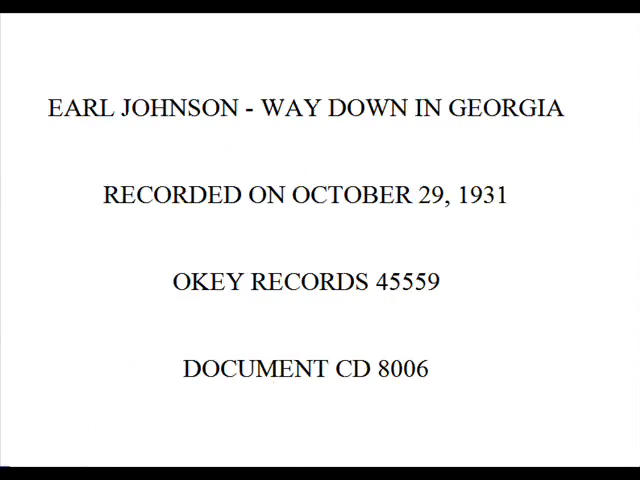 EARL JOHNSON - WAY DOWN IN GEORGIA
RECORDED ON OCTOBER 29, 1931
OKEY RECORDS 45559
DOCUMENT CD 8006